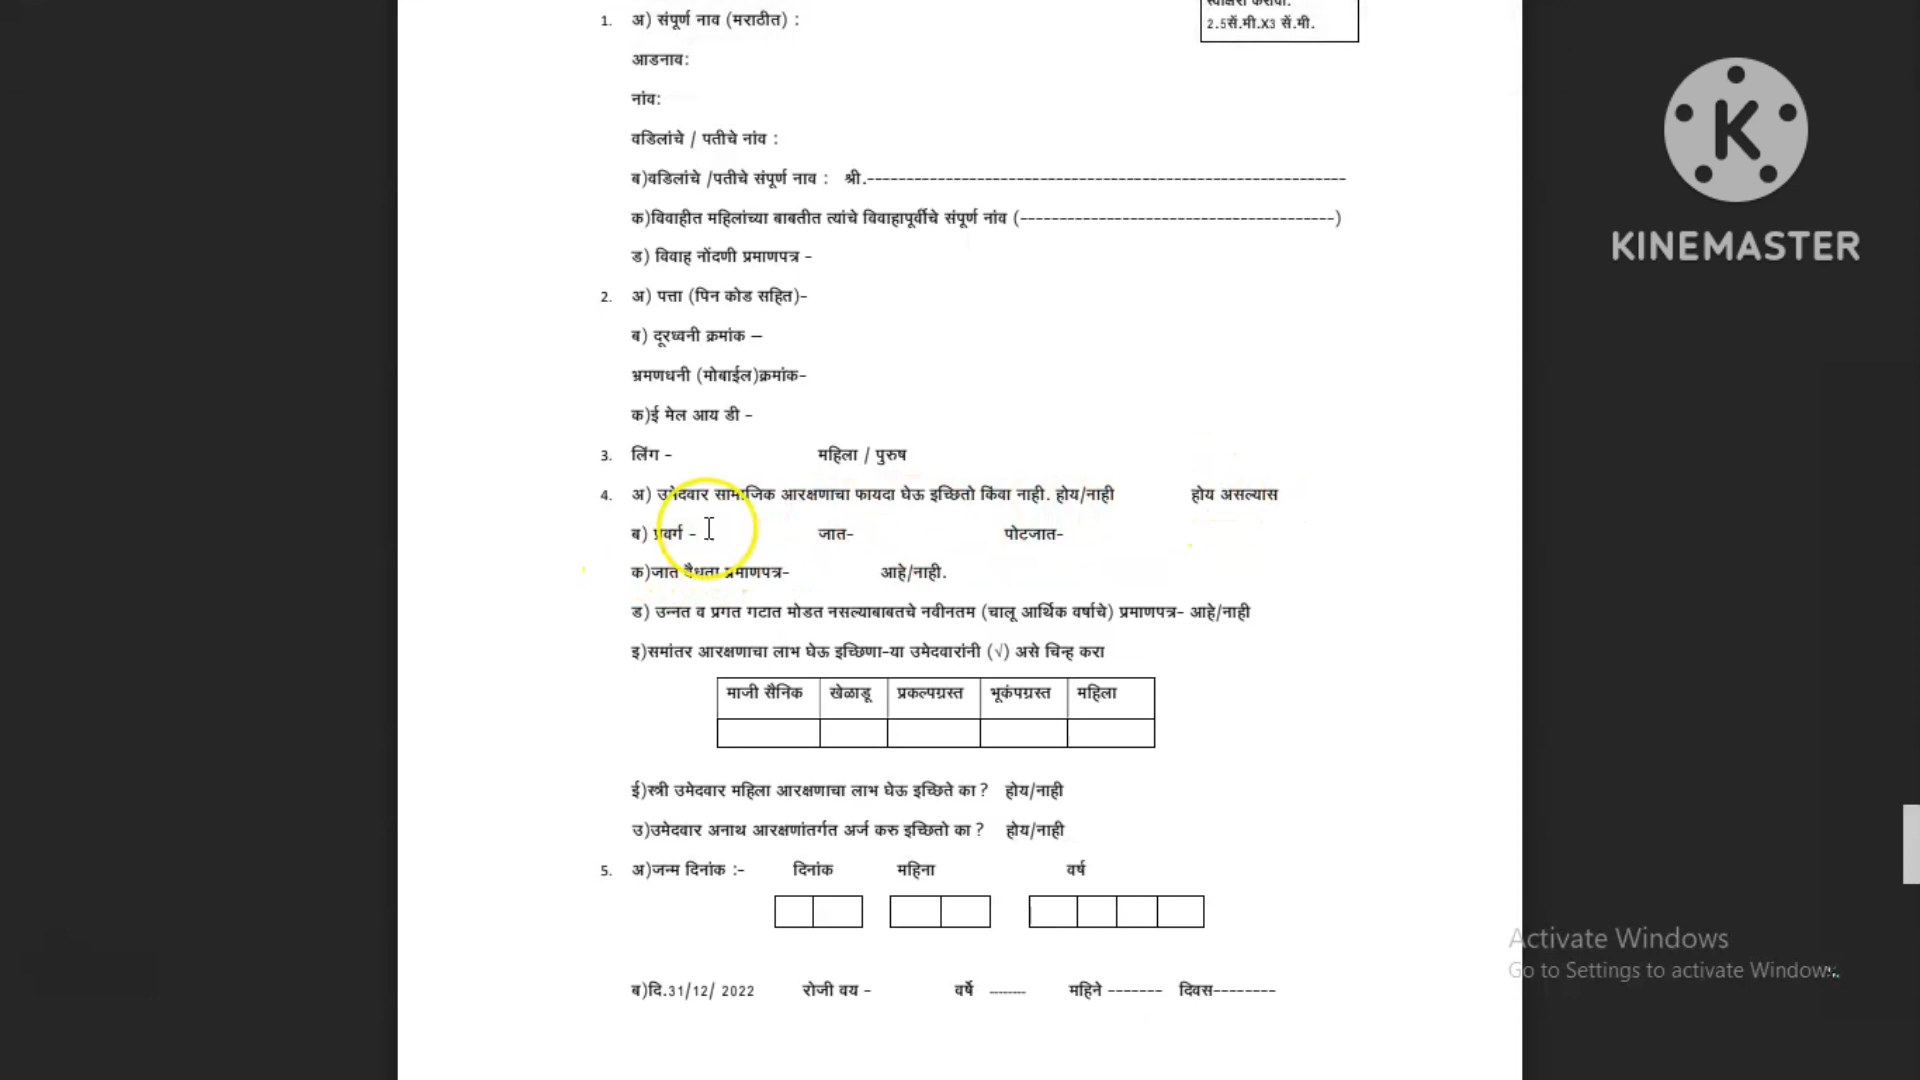 स्वाक्षरी करावी.
2.5सें.मी.X3 सें.मी.
1. अ) संपूर्ण नाव (मराठीत) :
आडनाव:
नांव:
वडिलांचे / पतीचे नांव :
ब)वडिलांचे /पतीचे संपूर्ण नाव : श्री.-------------------------------------------------------------
क)विवाहीत महिलांच्या बाबतीत त्यांचे विवाहापूर्वीचे संपूर्ण नांव (----------------------------------------)
ड) विवाह नोंदणी प्रमाणपत्र -
2. अ) पत्ता (पिन कोड सहित)-
ब) दूरध्वनी क्रमांक –
भ्रमणधनी (मोबाईल)क्रमांक-
क)ई मेल आय डी -
3. लिंग - महिला / पुरुष
4. अ) उमेदवार सामाजिक आरक्षणाचा फायदा घेऊ इच्छितो किंवा नाही. होय/नाही होय असल्यास
ब) प्रवर्ग - जात- पोटजात-
क)जात वैधता प्रमाणपत्र- आहे/नाही.
ड) उन्नत व प्रगत गटात मोडत नसल्याबाबतचे नवीनतम (चालू आर्थिक वर्षाचे) प्रमाणपत्र- आहे/नाही
इ)समांतर आरक्षणाचा लाभ घेऊ इच्छिणा-या उमेदवारांनी (√) असे चिन्ह करा
माजी सैनिक खेळाडू प्रकल्पग्रस्त भूकंपग्रस्त महिला
ई)स्त्री उमेदवार महिला आरक्षणाचा लाभ घेऊ इच्छिते का ? होय/नाही
उ)उमेदवार अनाथ आरक्षणांतर्गत अर्ज करु इच्छितो का ? होय/नाही
5. अ)जन्म दिनांक :- दिनांक महिना वर्ष
ब)दि.31/12/ 2022 रोजी वय - वर्षे -------- महिने ------- दिवस--------
K
KINEMASTER
Activate Windows
Go to Settings to activate Windows.